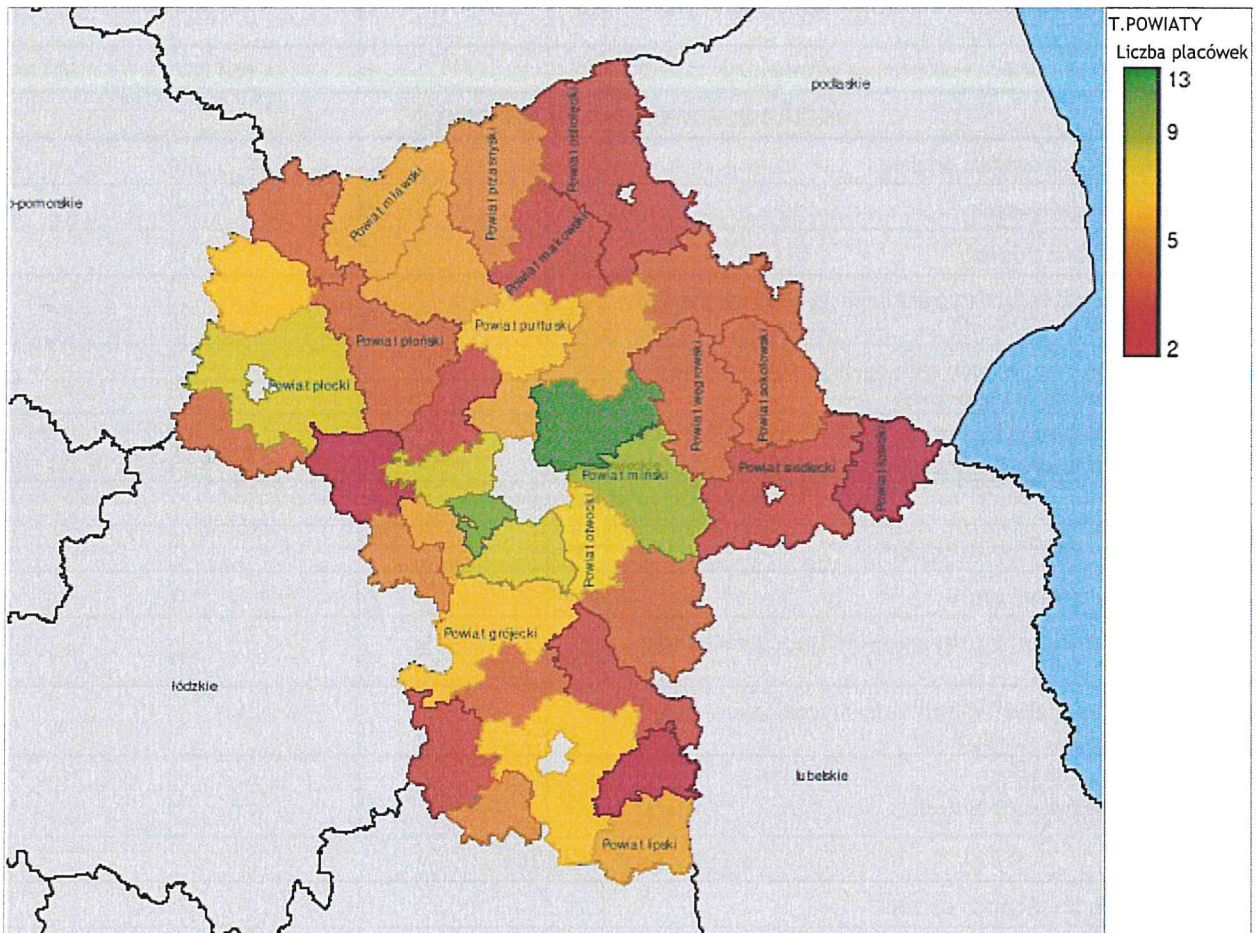 T.POWIATY
Liczba placówek
13
9
5
2
podlaskie
o-pomorskie
Powiat ostrołęcki
Powiat przasnyski
Powiat mławski
Powiat makowski
Powiat pułtuski
Powiat płoński
Powiat płocki
Powiat węgrowski
Powiat sokołowski
Powiat miński
Powiat siedlecki
Powiat łosicki
Powiat otwocki
Powiat grójecki
łódzkie
lubelskie
Powiat lipski